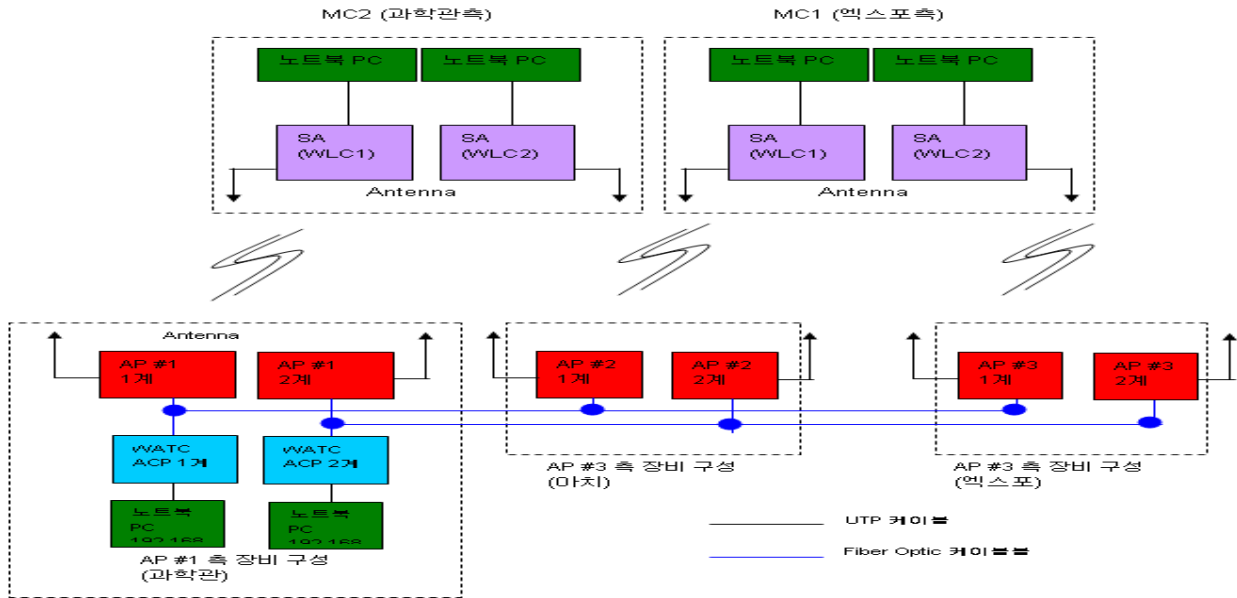 MC2 (과학관측)
MC1 (엑스포측)
노트북 PC
노트북 PC
노트북 PC
노트북 PC
SA
(WLC1)
SA
(WLC2)
SA
(WLC1)
SA
(WLC2)
Antenna
Antenna
Antenna
AP #1
1계
AP #1
2계
AP #2
1계
AP #2
2계
AP #3
1계
AP #3
2계
WATC
ACP 1계
WATC
ACP 2계
노트북
PC
192.168
노트북
PC
192.168
AP #1 측 장비 구성
(과학관)
AP #3 측 장비 구성
(마치)
AP #3 측 장비 구성
(엑스포)
UTP 케이블
Fiber Optic 케이블블